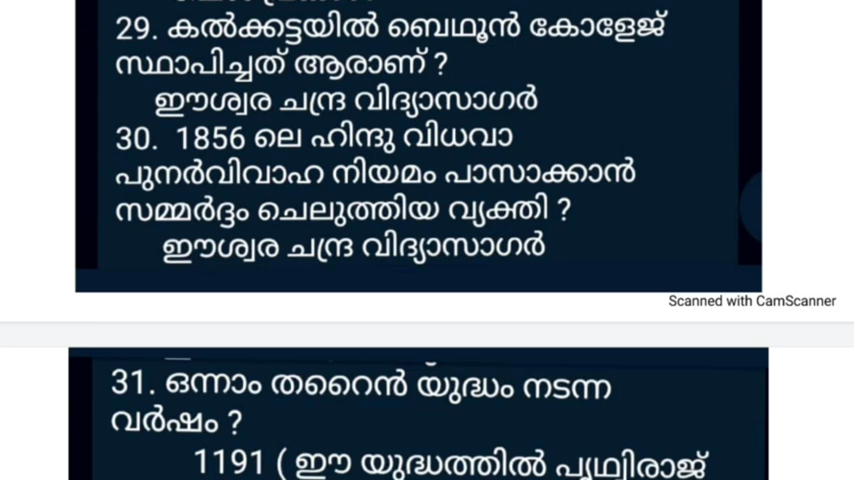 29. കൽക്കട്ടയിൽ ബെഥൂൻ കോളേജ്
സ്ഥാപിച്ചത് ആരാണ് ?
ഈശ്വര ചന്ദ്ര വിദ്യാസാഗർ
30. 1856 ലെ ഹിന്ദു വിധവാ
പുനർവിവാഹ നിയമം പാസാക്കാൻ
സമ്മർദ്ദം ചെലുത്തിയ വ്യക്തി ?
ഈശ്വര ചന്ദ്ര വിദ്യാസാഗർ
Scanned with CamScanner
31. ഒന്നാം തറൈൻ യുദ്ധം നടന്ന
വർഷം ?
1191 ( ഈ യുദ്ധത്തിൽ പൃഥ്വിരാജ്